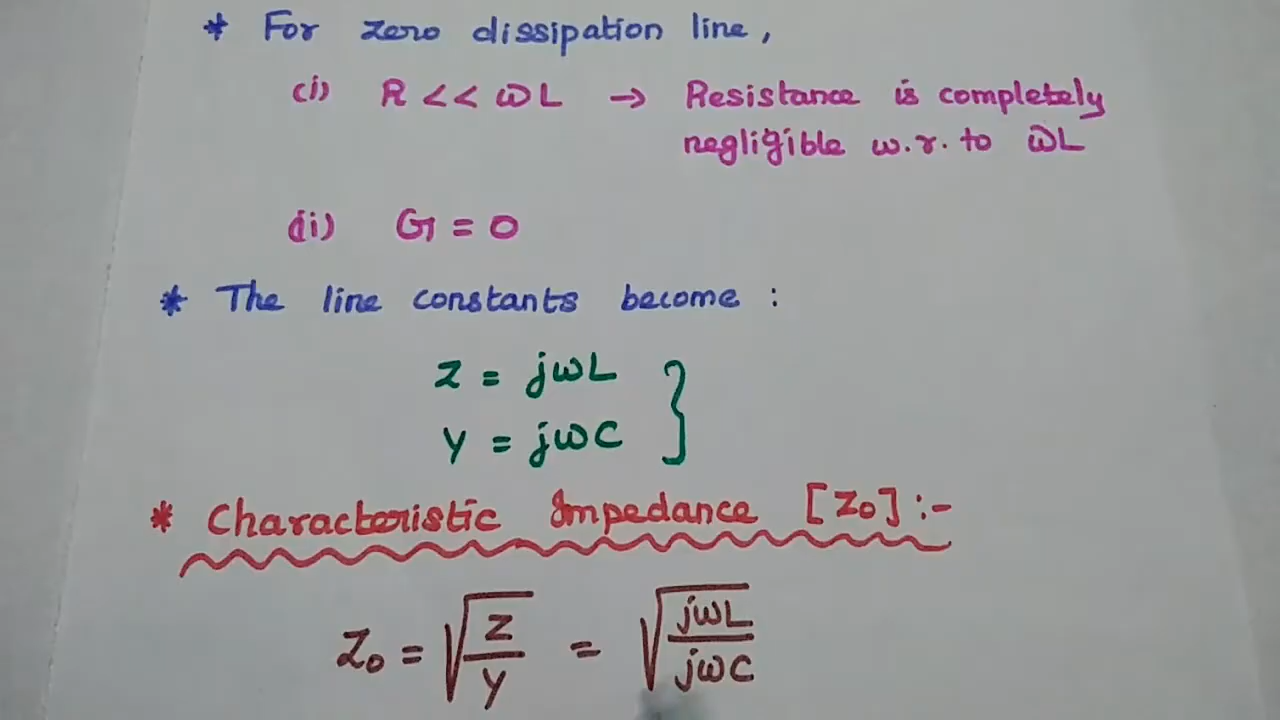 * For zero dissipation line,
(i) R << ωL → Resistance is completely
negligible w.r. to ωL
(ii) G = 0
* The line constants become :
Z = jωL }
Y = jωC
* Characteristic Impedance [Z₀] :-
Z₀ = √(Z/Y) = √(jωL/jωC)